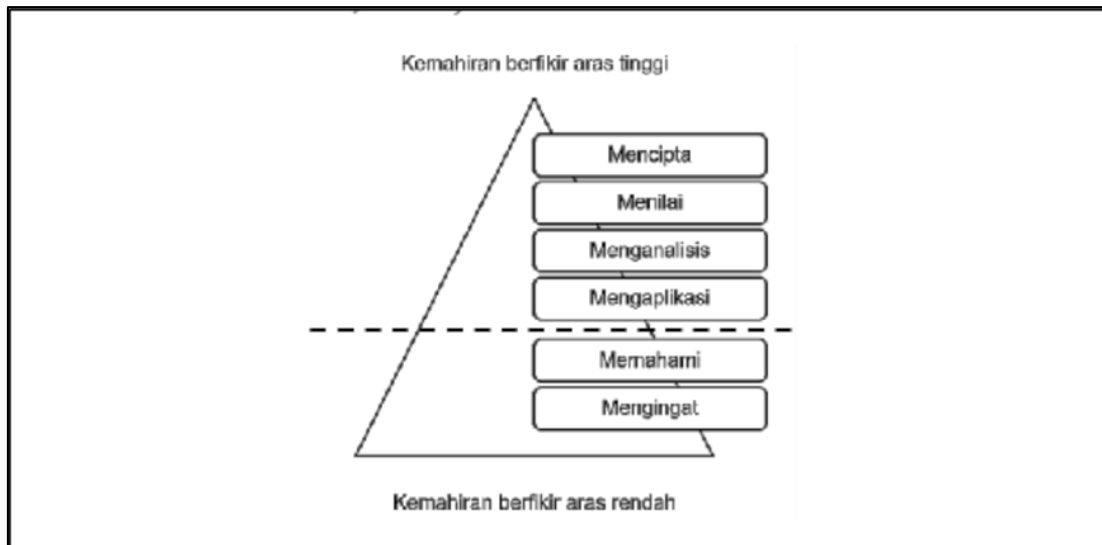 Kemahiran berfikir aras tinggi
Mencipta
Menilai
Menganalisis
Mengaplikasi
Memahami
Mengingat
Kemahiran berfikir aras rendah